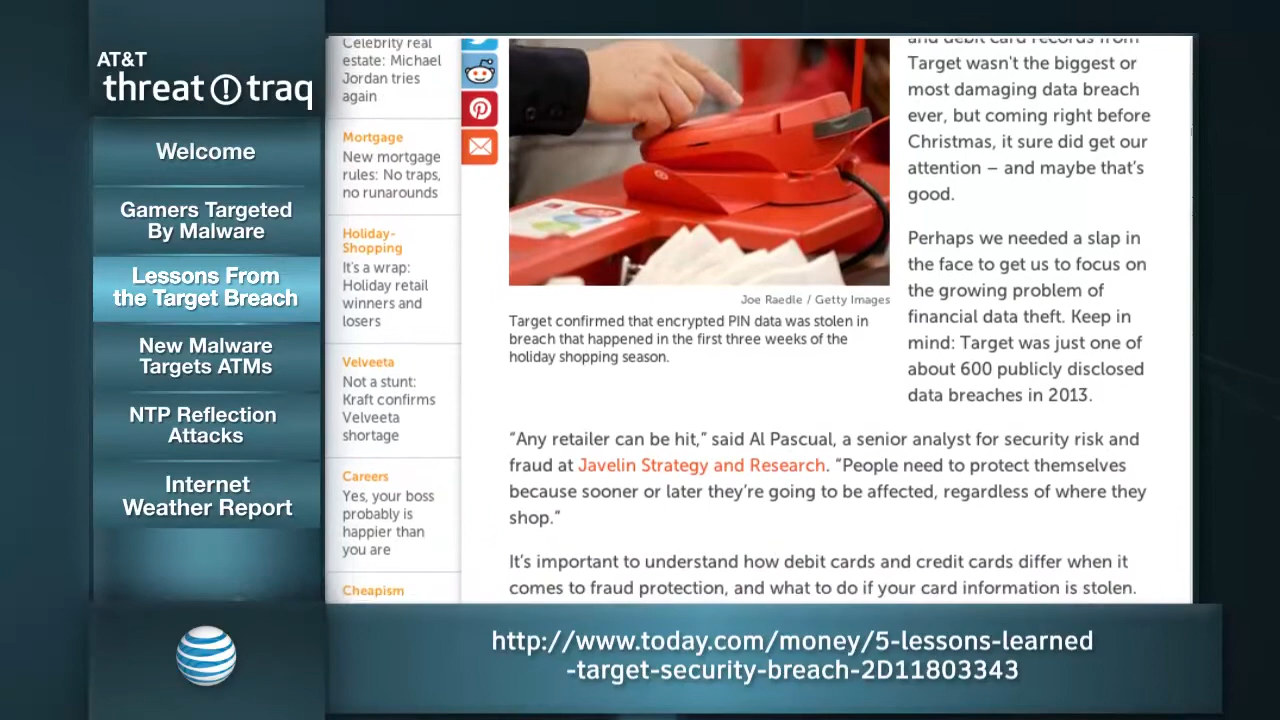 AT&T
threat traq
Welcome
Gamers Targeted
By Malware
Lessons From
the Target Breach
New Malware
Targets ATMs
NTP Reflection
Attacks
Internet
Weather Report
Celebrity real
estate: Michael
Jordan tries
again
Mortgage
New mortgage
rules: No traps,
no runarounds
Holiday-
Shopping
It's a wrap:
Holiday retail
winners and
losers
Velveeta
Not a stunt:
Kraft confirms
Velveeta
shortage
Careers
Yes, your boss
probably is
happier than
you are
Cheapism
Joe Raedle / Getty Images
Target confirmed that encrypted PIN data was stolen in
breach that happened in the first three weeks of the
holiday shopping season.
and debit card records from
Target wasn't the biggest or
most damaging data breach
ever, but coming right before
Christmas, it sure did get our
attention – and maybe that's
good.
Perhaps we needed a slap in
the face to get us to focus on
the growing problem of
financial data theft. Keep in
mind: Target was just one of
about 600 publicly disclosed
data breaches in 2013.
“Any retailer can be hit,” said Al Pascual, a senior analyst for security risk and
fraud at Javelin Strategy and Research. “People need to protect themselves
because sooner or later they’re going to be affected, regardless of where they
shop.”
It’s important to understand how debit cards and credit cards differ when it
comes to fraud protection, and what to do if your card information is stolen.
http://www.today.com/money/5-lessons-learned
-target-security-breach-2D11803343